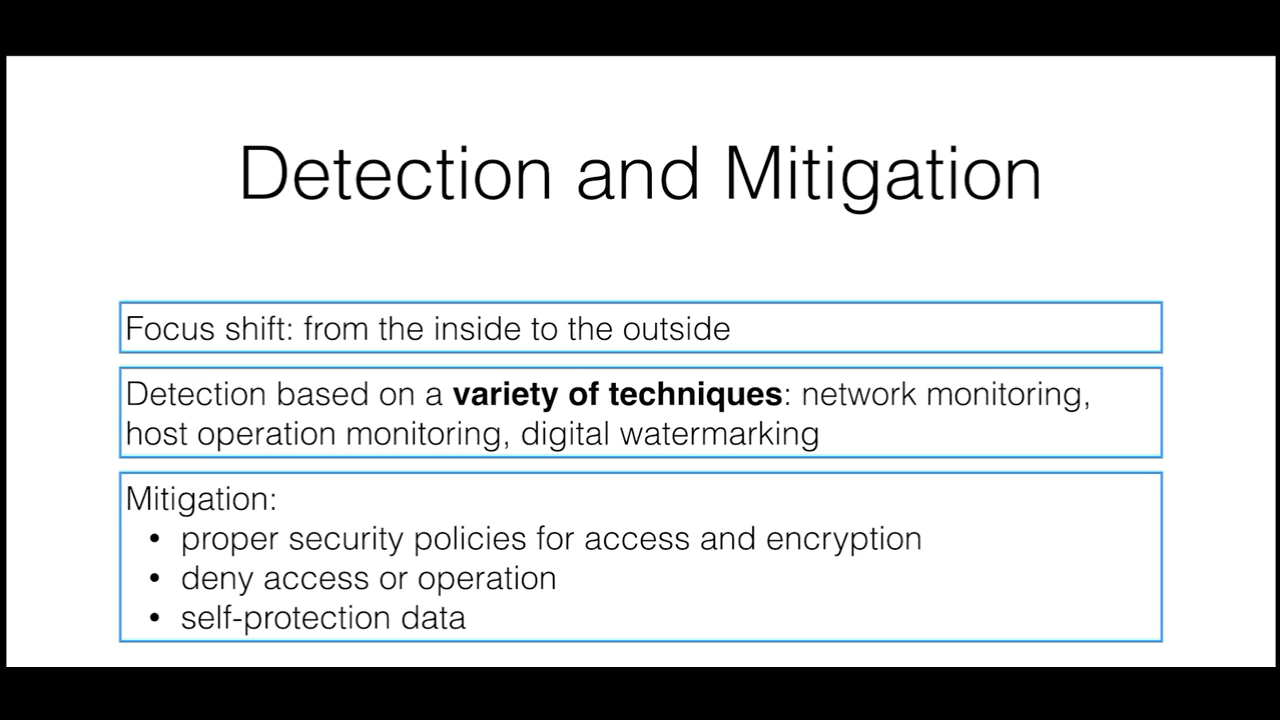 Detection and Mitigation
Focus shift: from the inside to the outside
Detection based on a variety of techniques: network monitoring,
host operation monitoring, digital watermarking
Mitigation:
• proper security policies for access and encryption
• deny access or operation
• self-protection data